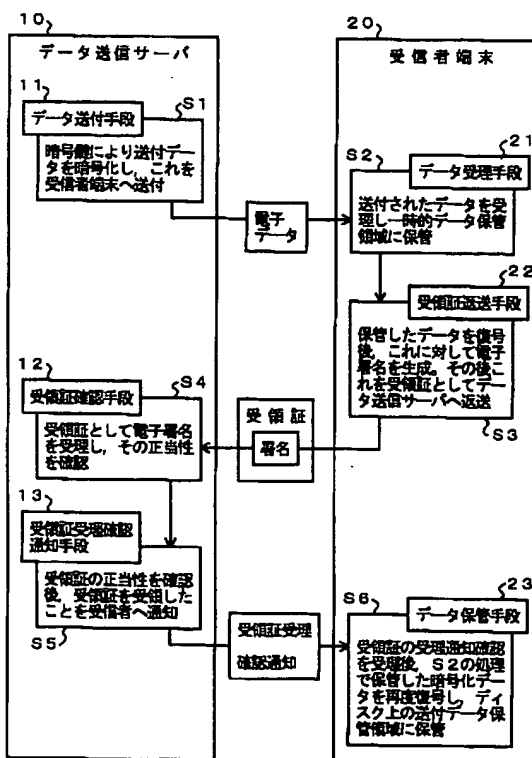 10
データ送信サーバ
11
S1
データ送付手段
暗号鍵により送付デー
タを暗号化し,これを
受信者端末へ送付
電子
データ
20
受信者端末
21
S2
データ受理手段
送付されたデータを受
理し一時的データ保管
領域に保管
22
受領証返送手段
保管したデータを復号
後,これに対して電子
署名を生成。その後こ
れを受領証としてデー
タ送信サーバへ返送
S3
受領証
署名
12
S4
受領証確認手段
受領証として電子署名
を受理し,その正当性
を確認
13
受領証受理確認
通知手段
受領証の正当性を確認
後,受領証を受領した
ことを受信者へ通知
S5
受領証受理
確認通知
23
S6
データ保管手段
受領証の受理通知確認
を受理後,S2の処理
で保管した暗号化デー
タを再度復号し,ディ
スク上の送付データ保
管領域に保管